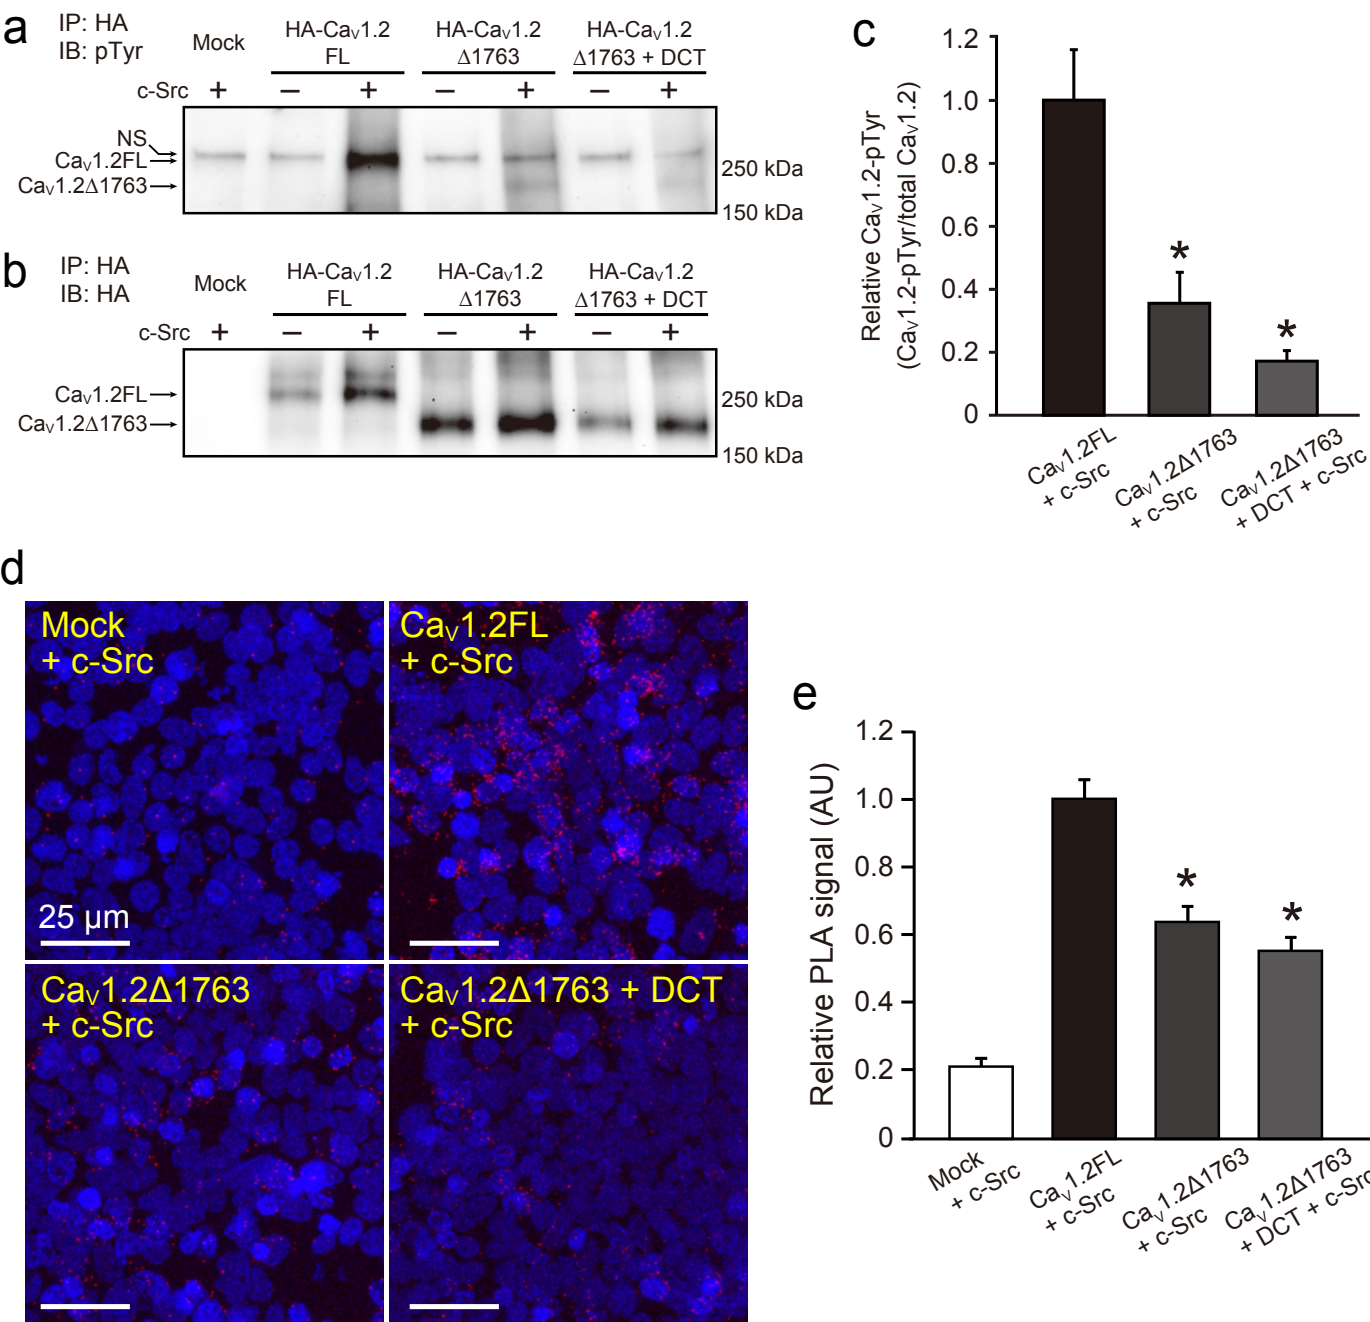 a
IP: HA
IB: pTyr
Mock
HA-CaV1.2
FL
HA-CaV1.2
Δ1763
HA-CaV1.2
Δ1763 + DCT
c-Src + − + − + − +
NS
CaV1.2FL
CaV1.2Δ1763
250 kDa
150 kDa
b
IP: HA
IB: HA
Mock
HA-CaV1.2
FL
HA-CaV1.2
Δ1763
HA-CaV1.2
Δ1763 + DCT
c-Src + − + − + − +
CaV1.2FL
CaV1.2Δ1763
250 kDa
150 kDa
c
Relative CaV1.2-pTyr
(CaV1.2-pTyr/total CaV1.2)
1.2
1.0
0.8
0.6
0.4
0.2
0
*
*
CaV1.2FL
+ c-Src
CaV1.2Δ1763
+ c-Src
CaV1.2Δ1763
+ DCT + c-Src
d
Mock
+ c-Src
25 µm
CaV1.2FL
+ c-Src
CaV1.2Δ1763
+ c-Src
CaV1.2Δ1763 + DCT
+ c-Src
e
Relative PLA signal (AU)
1.2
1.0
0.8
0.6
0.4
0.2
0
*
*
Mock
+ c-Src
CaV1.2FL
+ c-Src
CaV1.2Δ1763
+ c-Src
CaV1.2Δ1763
+ DCT + c-Src